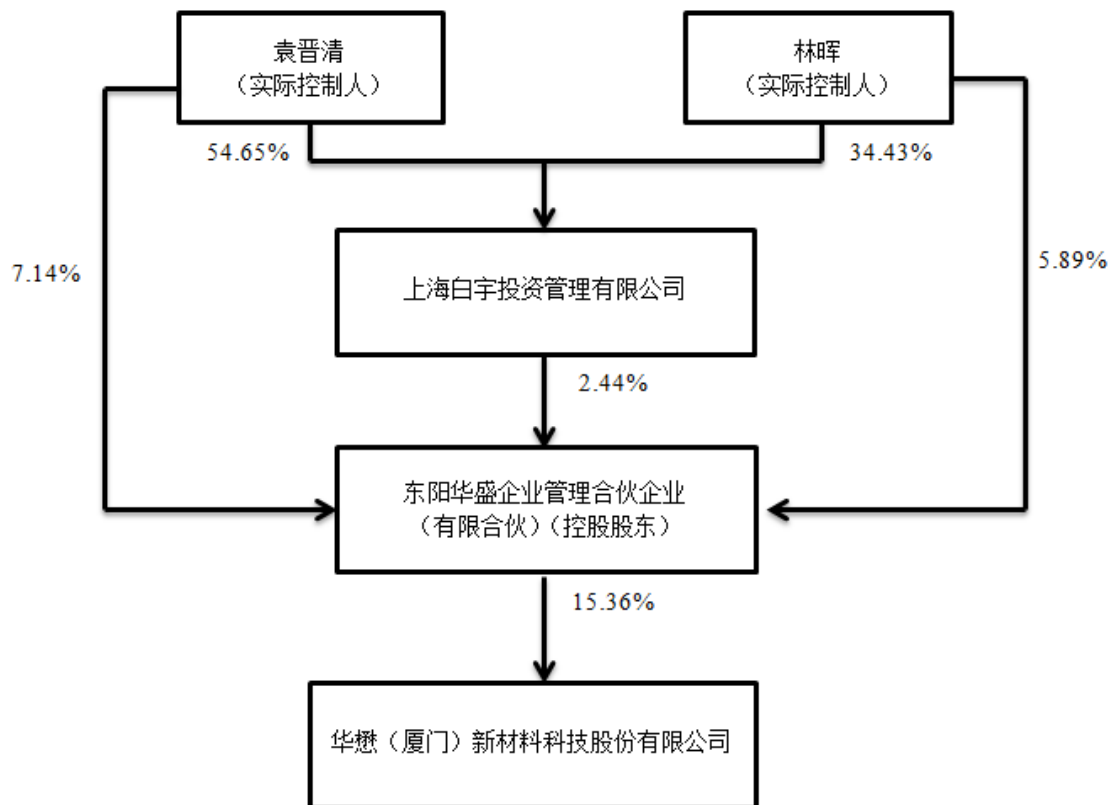 袁晋清
（实际控制人）
林晖
（实际控制人）
54.65%
34.43%
7.14%
5.89%
上海白宇投资管理有限公司
2.44%
东阳华盛企业管理合伙企业
（有限合伙）（控股股东）
15.36%
华懋（厦门）新材料科技股份有限公司